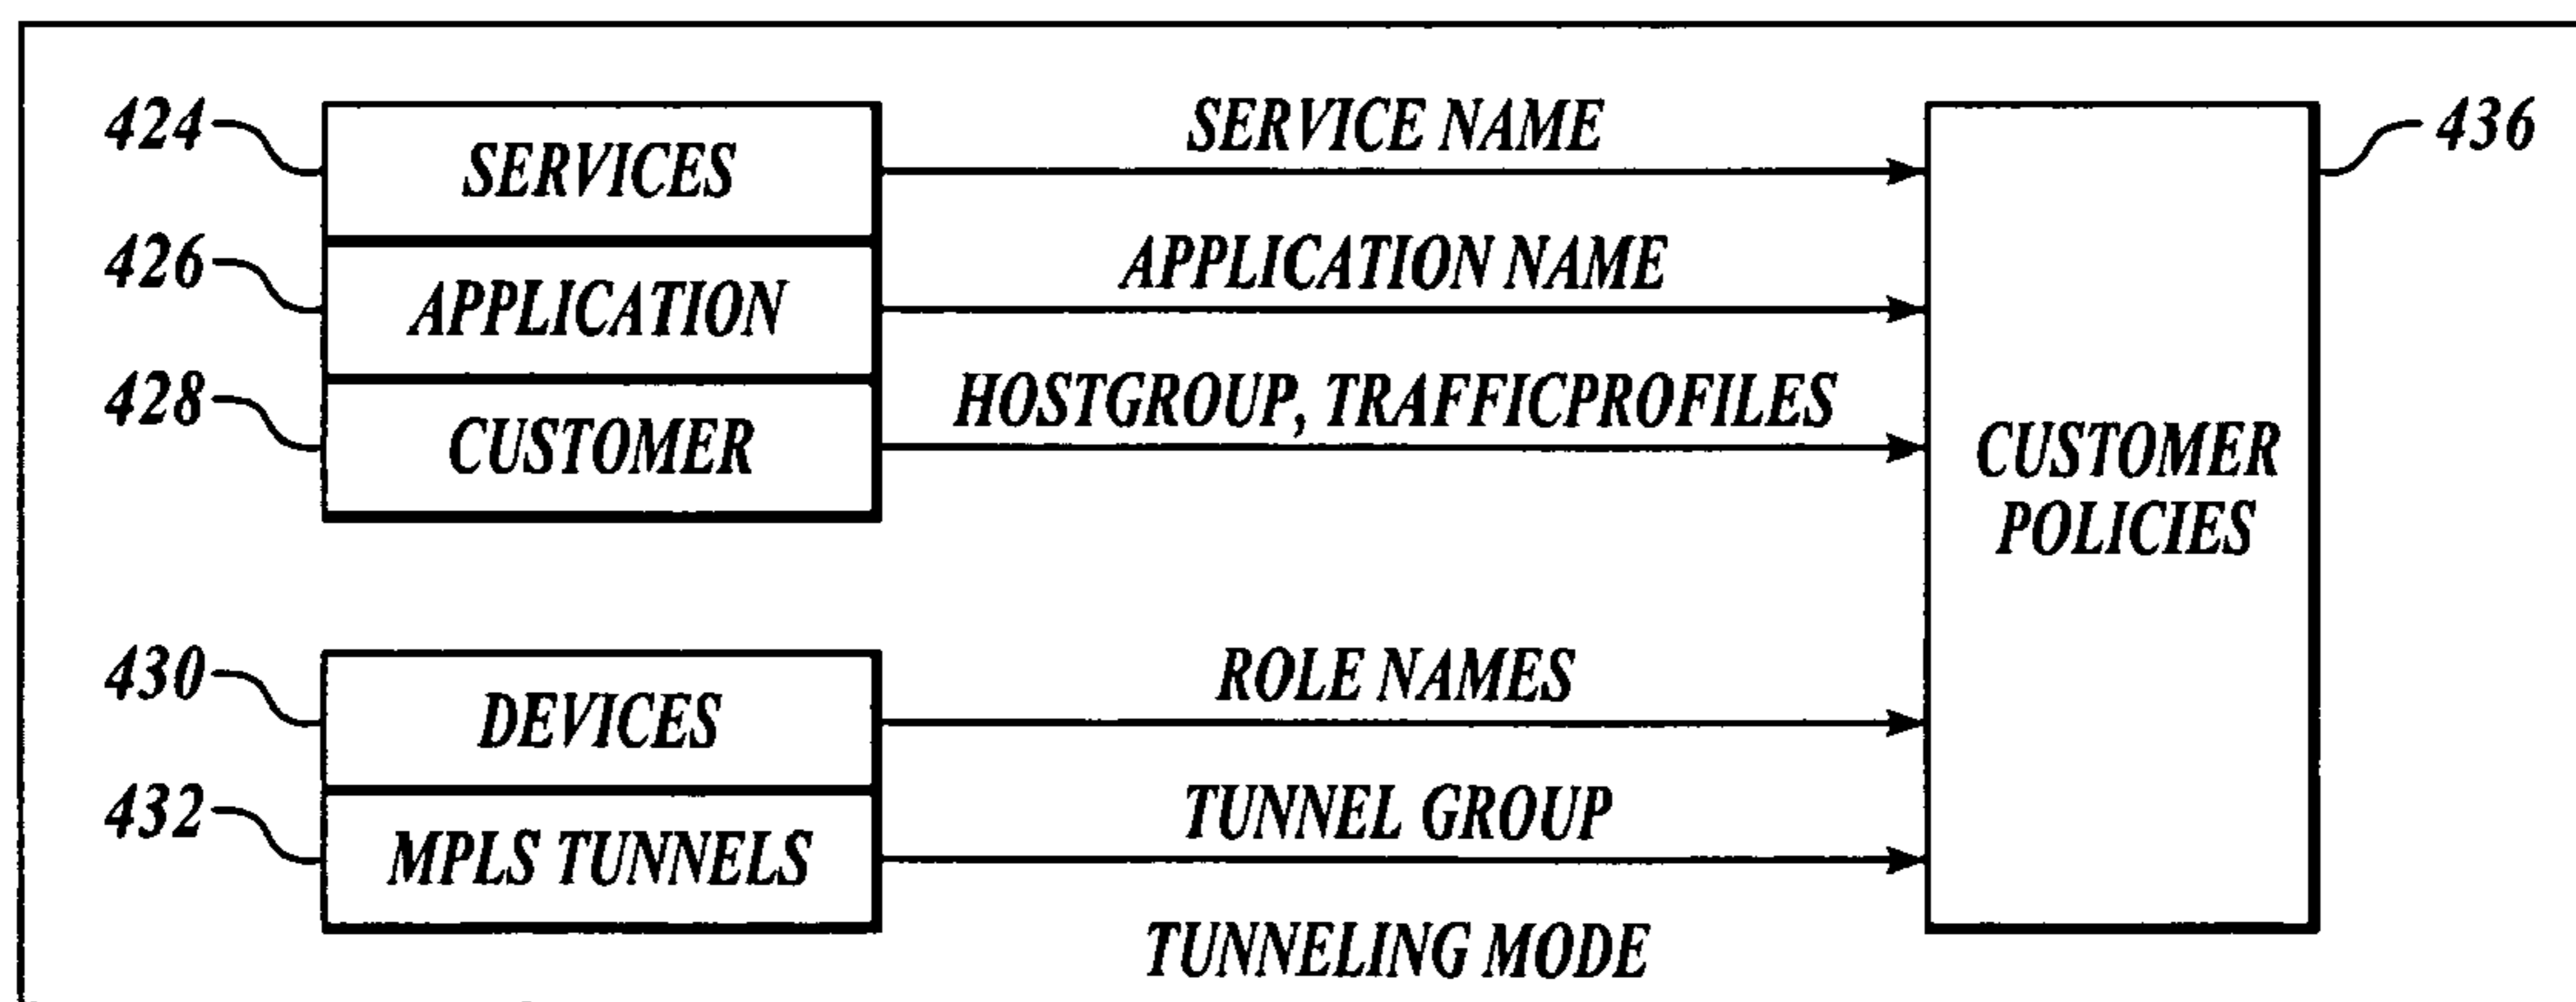 424
SERVICES
SERVICE NAME
436
426
APPLICATION
APPLICATION NAME
428
CUSTOMER
HOSTGROUP, TRAFFICPROFILES
CUSTOMER
POLICIES
430
DEVICES
ROLE NAMES
432
MPLS TUNNELS
TUNNEL GROUP
TUNNELING MODE